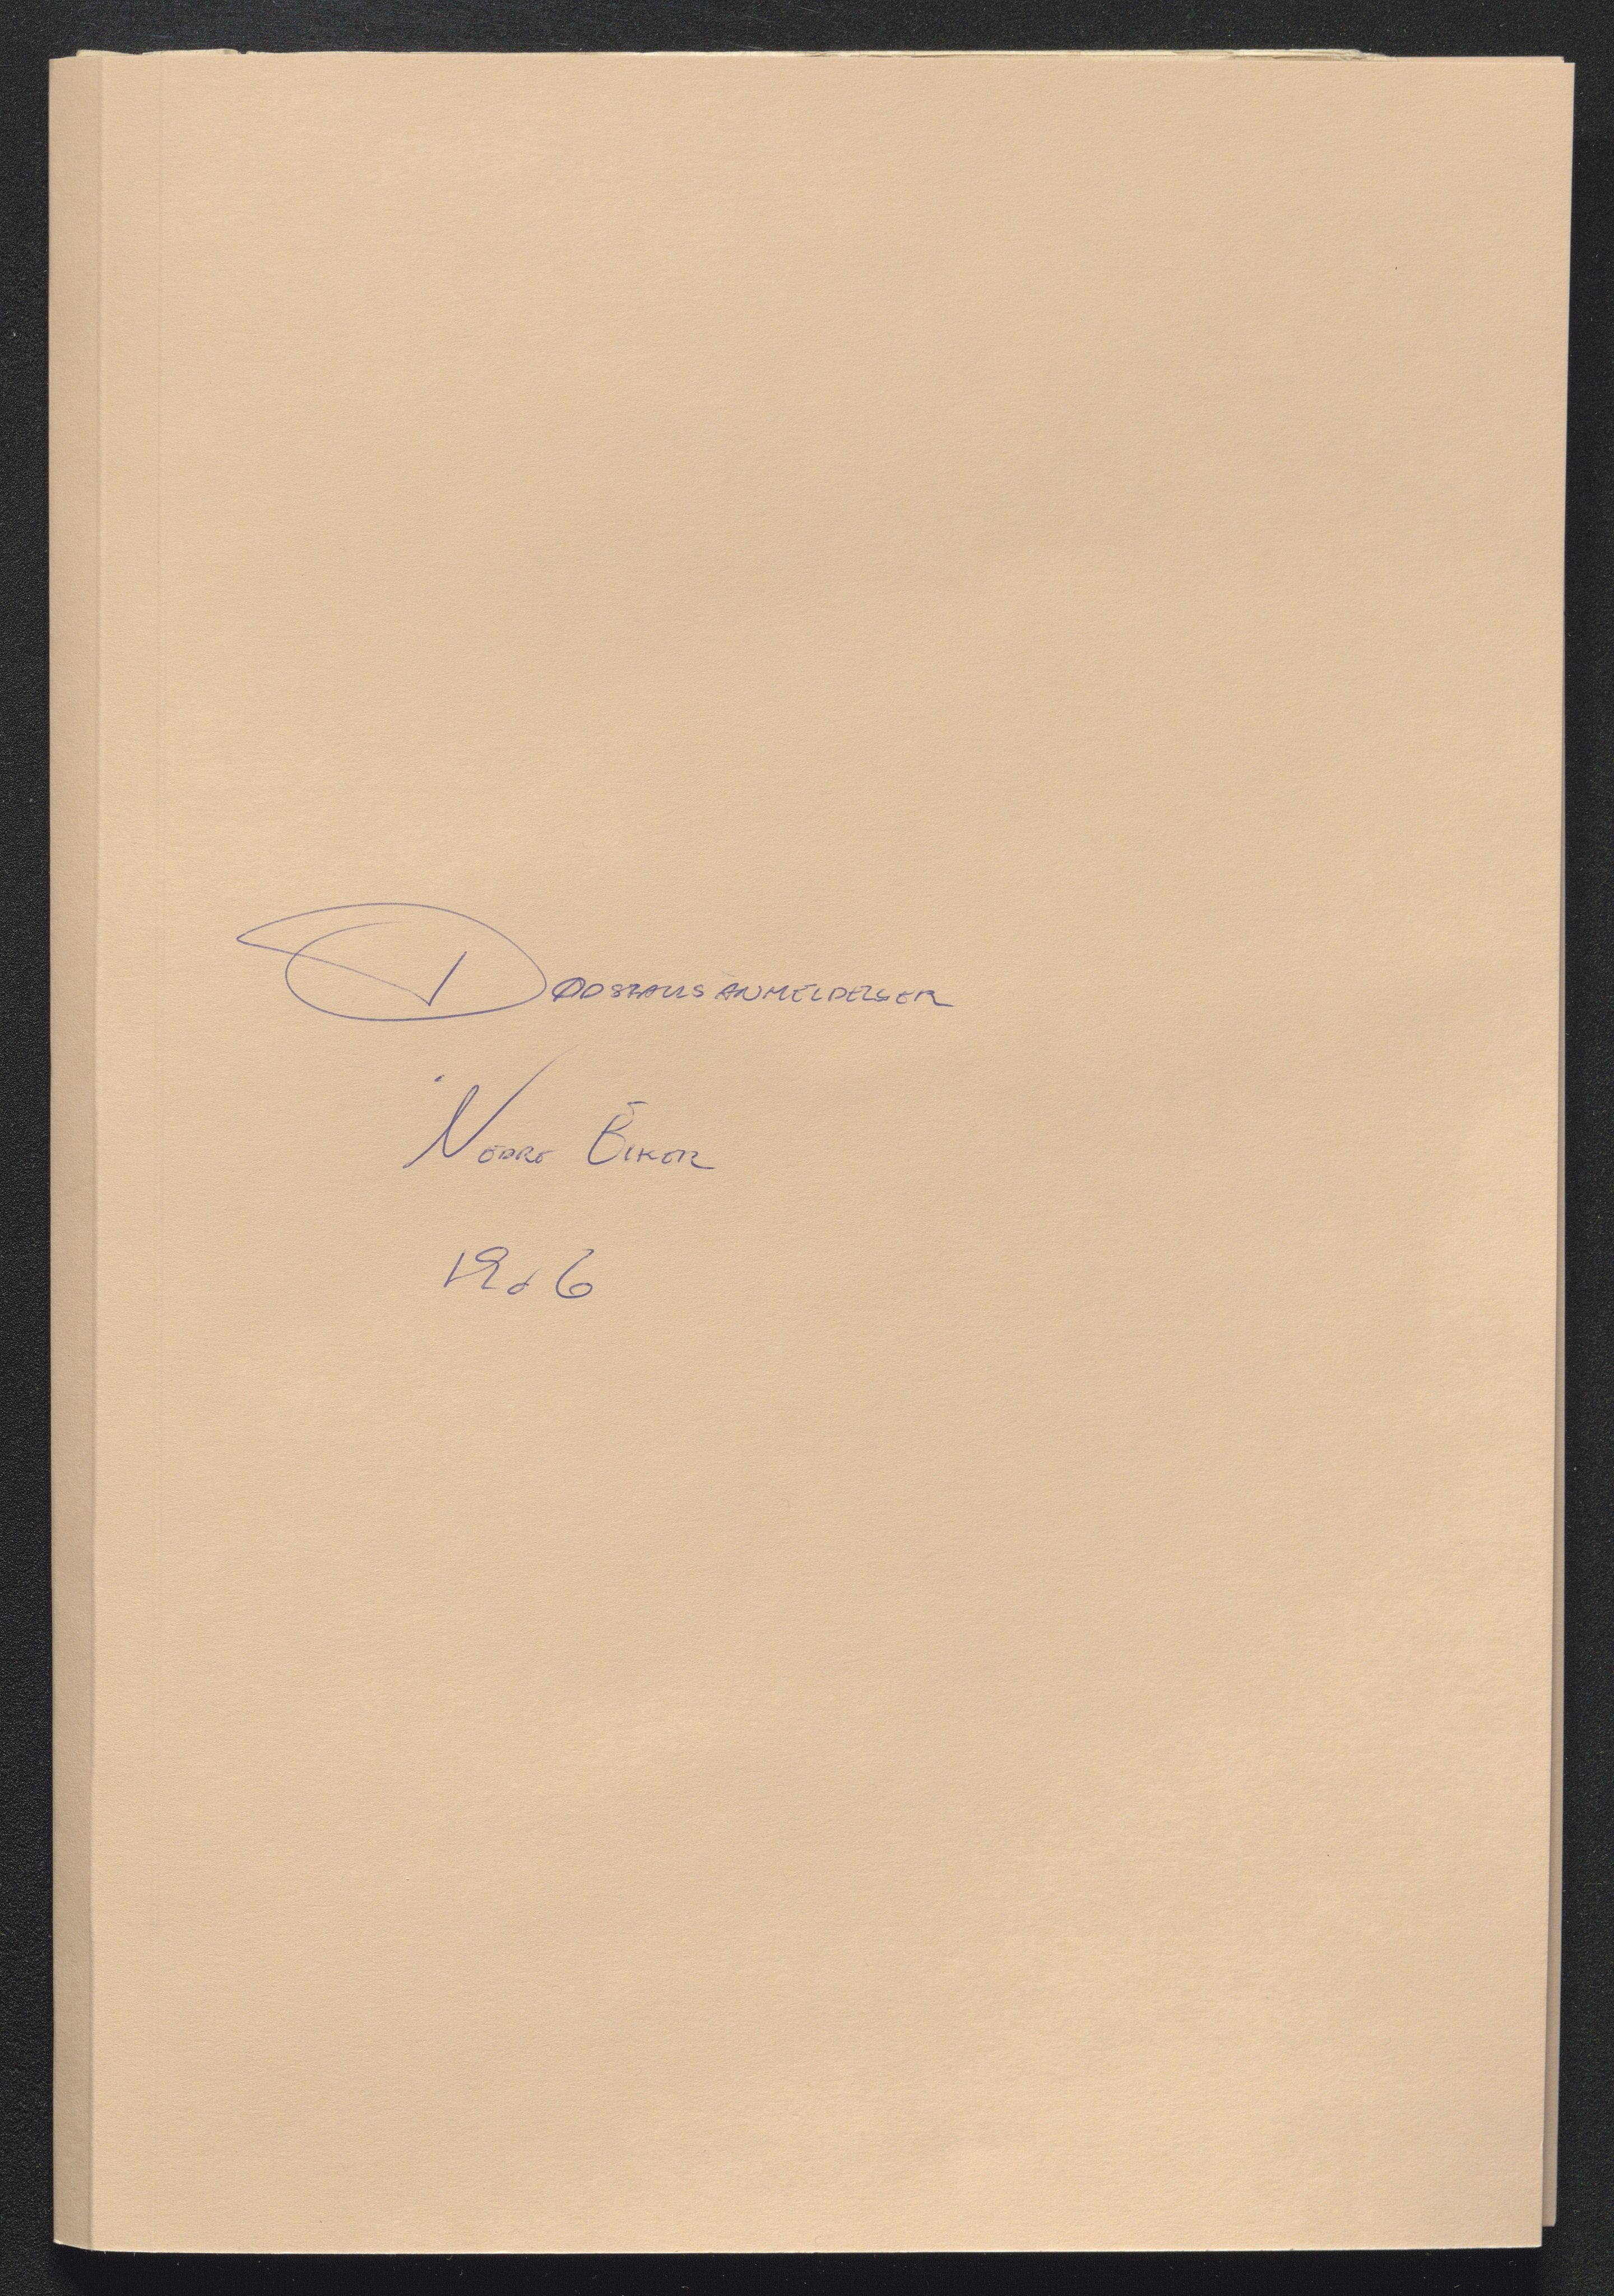 DØDSFALLSANMELDELSER
NEDRE EIKER
1906